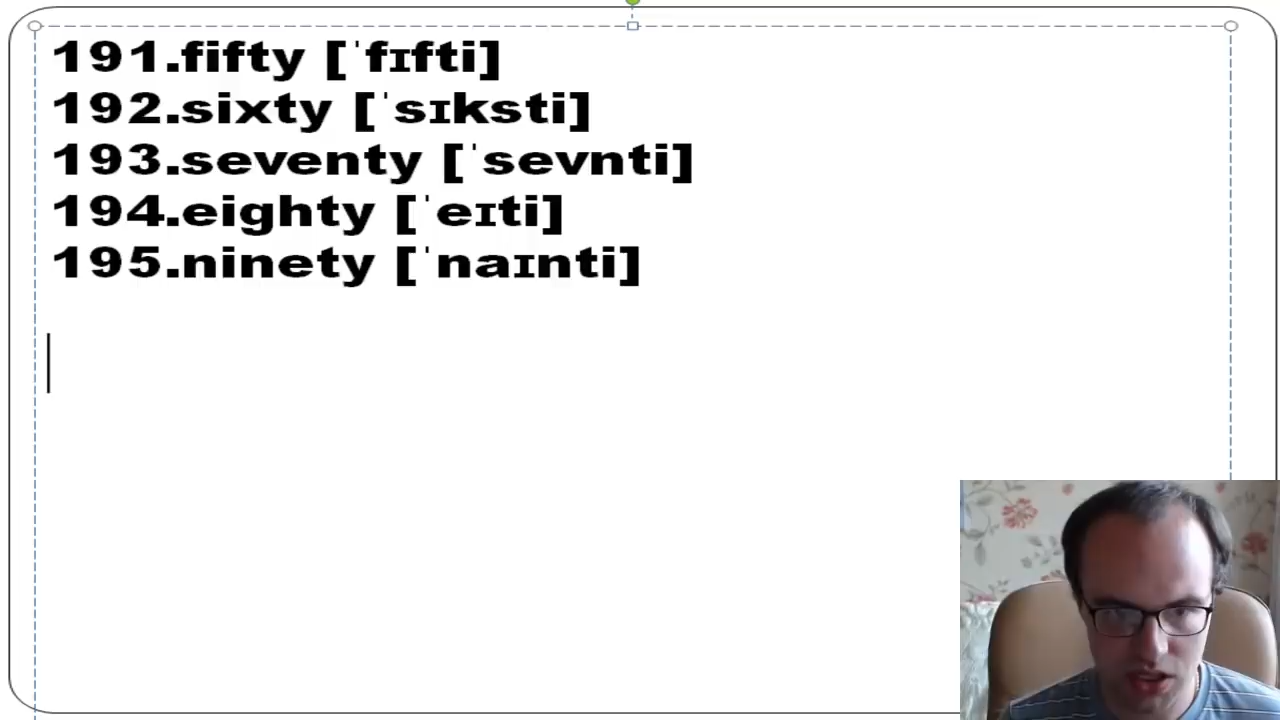 191.fifty [ˈfɪfti]
192.sixty [ˈsɪksti]
193.seventy [ˈsevnti]
194.eighty [ˈeɪti]
195.ninety [ˈnaɪnti]